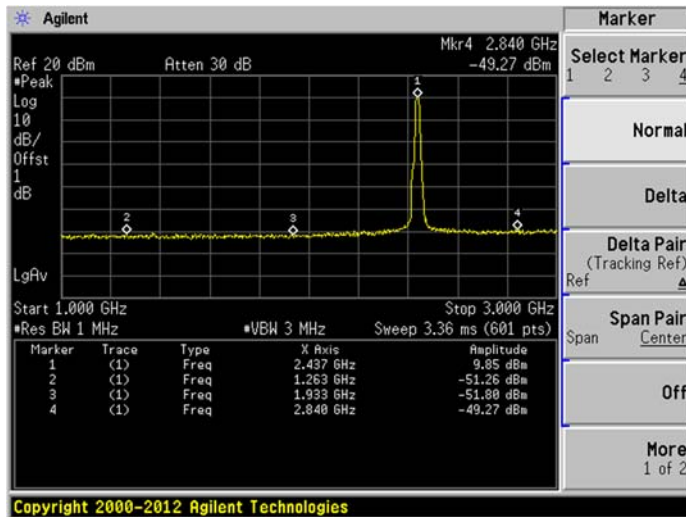 Agilent
Marker
Mkr4 2.840 GHz
Ref 20 dBm Atten 30 dB -49.27 dBm
#Peak
Log
10
dB/
Offst
1
dB
LgAv
1
2
3
4
Start 1.000 GHz Stop 3.000 GHz
#Res BW 1 MHz #VBW 3 MHz Sweep 3.36 ms (601 pts)
Marker Trace Type X Axis Amplitude
1 (1) Freq 2.437 GHz 9.85 dBm
2 (1) Freq 1.263 GHz -51.26 dBm
3 (1) Freq 1.933 GHz -51.80 dBm
4 (1) Freq 2.840 GHz -49.27 dBm
Select Marker
1 2 3 4
Normal
Delta
Delta Pair
(Tracking Ref)
Ref Δ
Span Pair
Span Center
Off
More
1 of 2
Copyright 2000-2012 Agilent Technologies